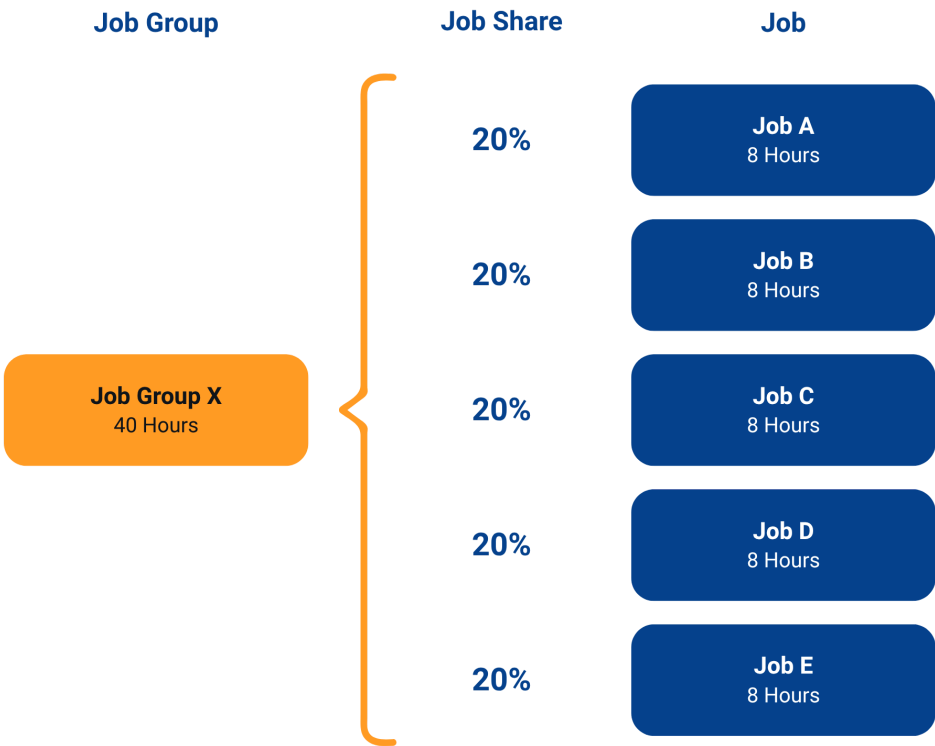 Job Group
Job Share
Job
20%
Job A
8 Hours
20%
Job B
8 Hours
Job Group X
40 Hours
20%
Job C
8 Hours
20%
Job D
8 Hours
20%
Job E
8 Hours